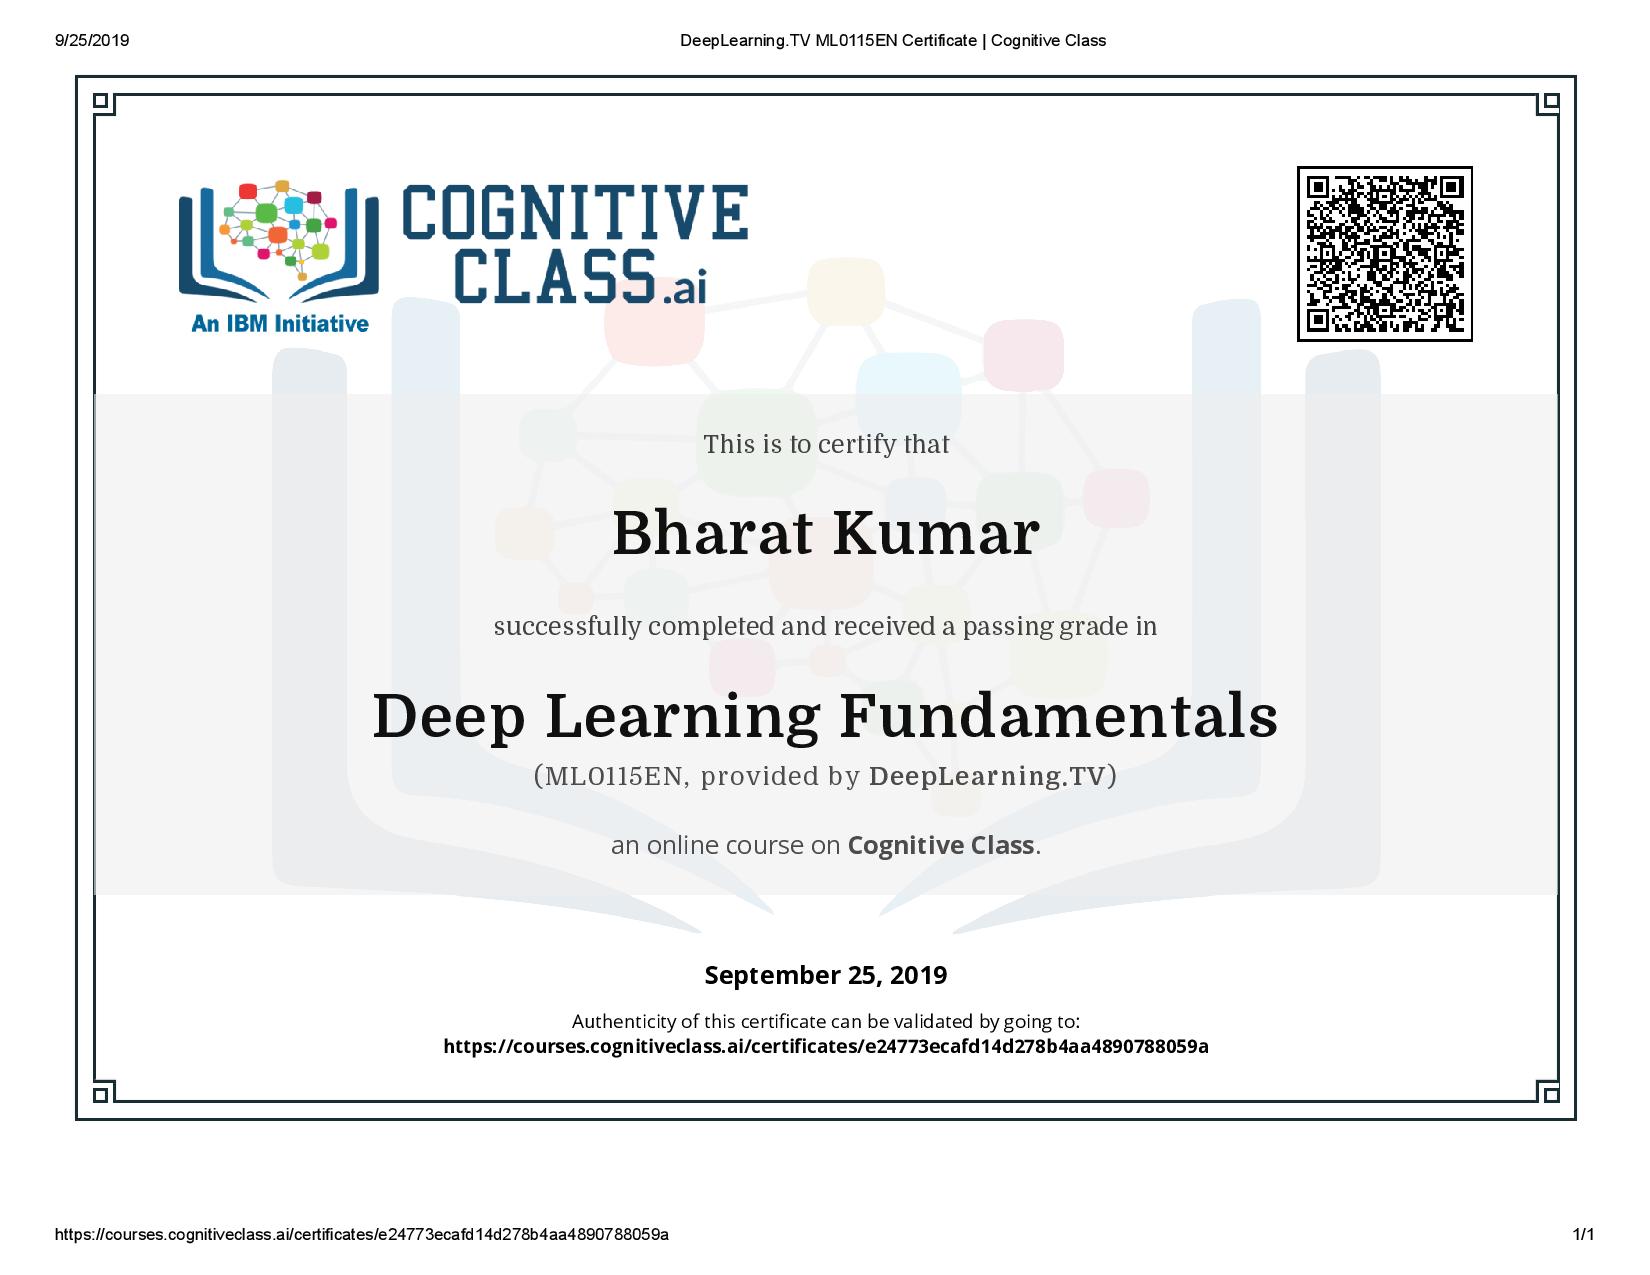 9/25/2019
DeepLearning.TV ML0115EN Certificate | Cognitive Class
COGNITIVE
CLASS.ai
An IBM Initiative
This is to certify that
Bharat Kumar
successfully completed and received a passing grade in
Deep Learning Fundamentals
(ML0115EN, provided by DeepLearning.TV)
an online course on Cognitive Class.
September 25, 2019
Authenticity of this certificate can be validated by going to:
https://courses.cognitiveclass.ai/certificates/e24773ecafd14d278b4aa4890788059a
https://courses.cognitiveclass.ai/certificates/e24773ecafd14d278b4aa4890788059a
1/1